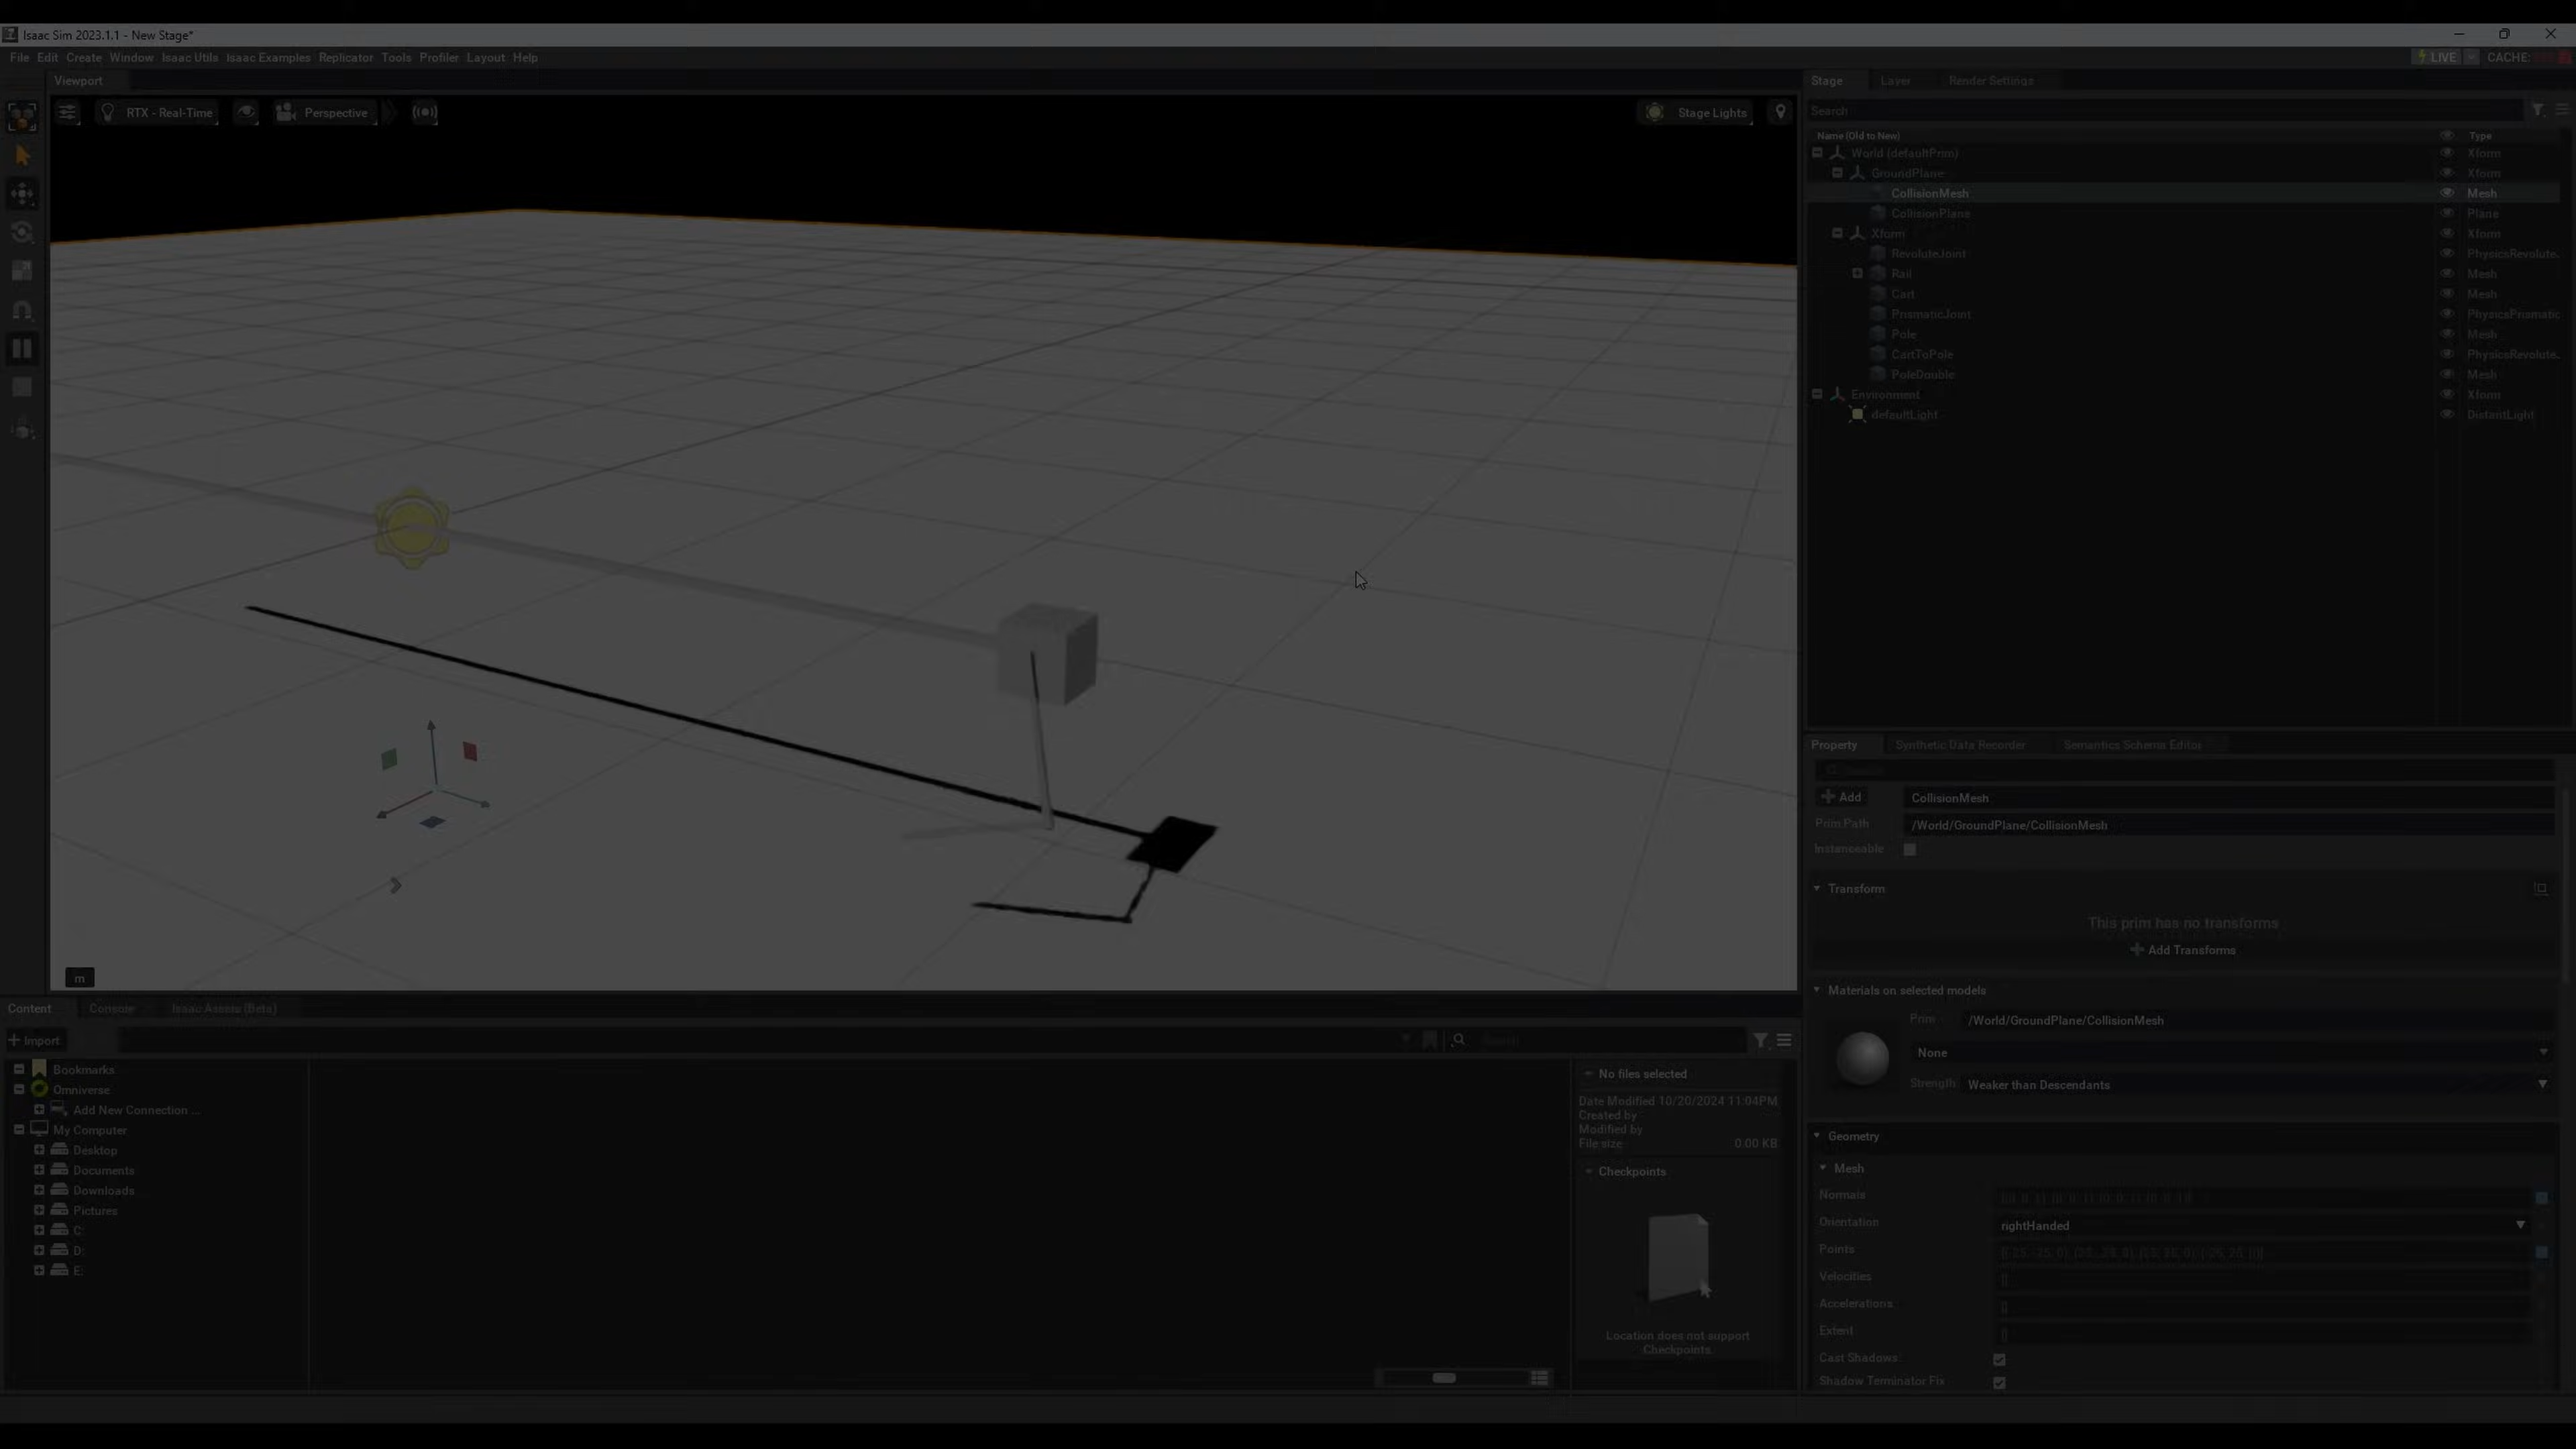 Isaac Sim 2023.1.1 - New Stage*
File Edit Create Window Isaac Utils Isaac Examples Replicator Tools Profiler Layout Help
LIVE CACHE:
Viewport
RTX - Real-Time
Perspective
Stage Lights
m
Stage Layer Render Settings
Search
Name (Old to New) Type
World (defaultPrim) Xform
GroundPlane Xform
CollisionMesh Mesh
CollisionPlane Plane
Xform Xform
RevoluteJoint PhysicsRevolute..
Rail Mesh
Cart Mesh
PrismaticJoint PhysicsPrismatic
Pole Mesh
CartToPole PhysicsRevolute..
PoleDouble Mesh
Environment Xform
defaultLight DistantLight
Property Synthetic Data Recorder Semantics Schema Editor
Add CollisionMesh
Prim Path /World/GroundPlane/CollisionMesh
Instanceable
Transform
This prim has no transforms
Add Transforms
Materials on selected models
Prim /World/GroundPlane/CollisionMesh
None
Strength Weaker than Descendants
Geometry
Mesh
Normals
Orientation rightHanded
Points
Velocities
Accelerations
Extent
Cast Shadows
Shadow Terminator Fix
Content Console Isaac Assets (Beta)
Import
Bookmarks
Omniverse
Add New Connection ...
My Computer
Desktop
Documents
Downloads
Pictures
C:
D:
E:
No files selected
Date Modified 10/20/2024 11:04PM
Created by
Modified by
File size 0.00 KB
Checkpoints
Location does not support
Checkpoints.